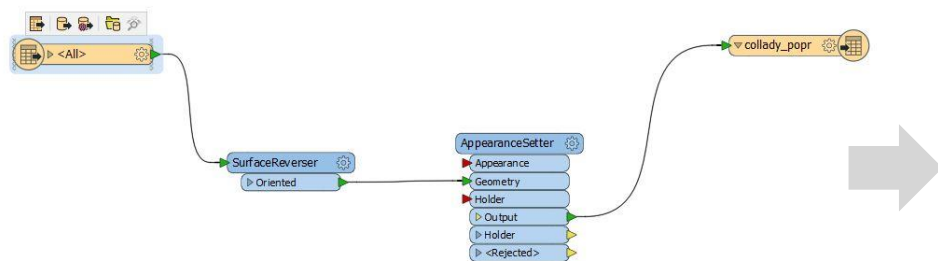 <All>
collady_popr
SurfaceReverser
Oriented
AppearanceSetter
Appearance
Geometry
Holder
Output
Holder
<Rejected>